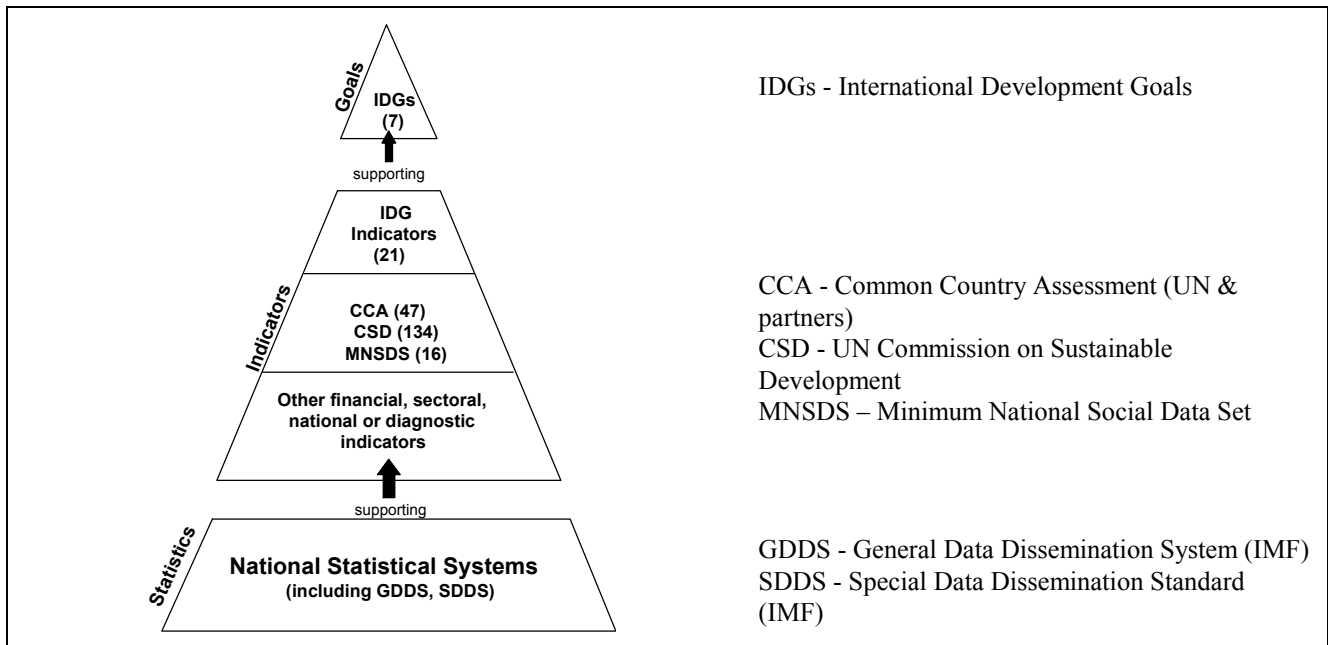 Goals
IDGs
(7)
supporting
IDGs - International Development Goals
Indicators
IDG
Indicators
(21)
CCA (47)
CSD (134)
MNSDS (16)
Other financial, sectoral,
national or diagnostic
indicators
CCA - Common Country Assessment (UN &
partners)
CSD - UN Commission on Sustainable
Development
MNSDS – Minimum National Social Data Set
supporting
Statistics
National Statistical Systems
(including GDDS, SDDS)
GDDS - General Data Dissemination System (IMF)
SDDS - Special Data Dissemination Standard
(IMF)